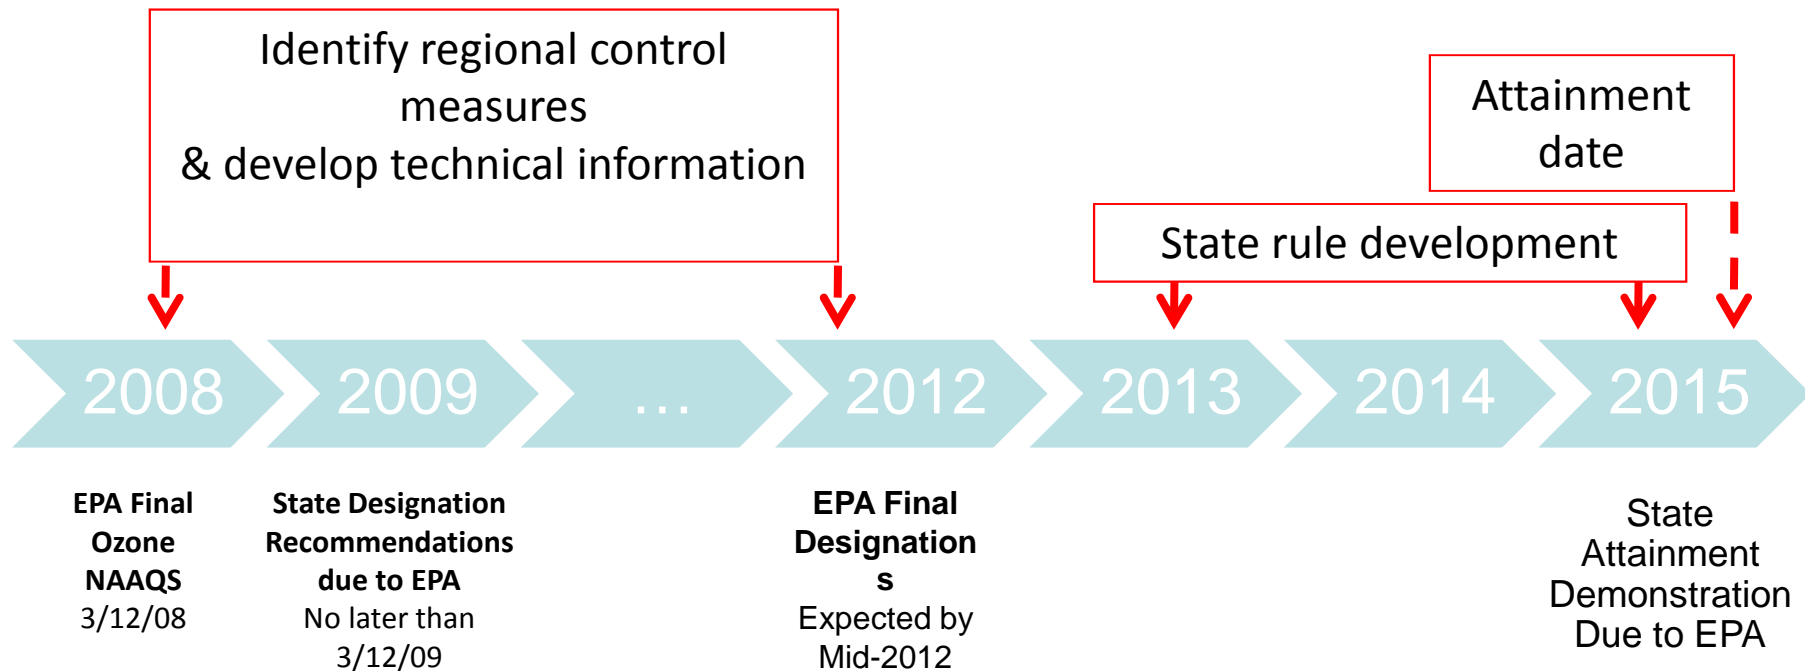 Identify regional control
measures
& develop technical information
Attainment
date
State rule development
2008
2009
...
2012
2013
2014
2015
EPA Final
Ozone
NAAQS
3/12/08
State Designation
Recommendations
due to EPA
No later than
3/12/09
EPA Final
Designation
s
Expected by
Mid-2012
State
Attainment
Demonstration
Due to EPA